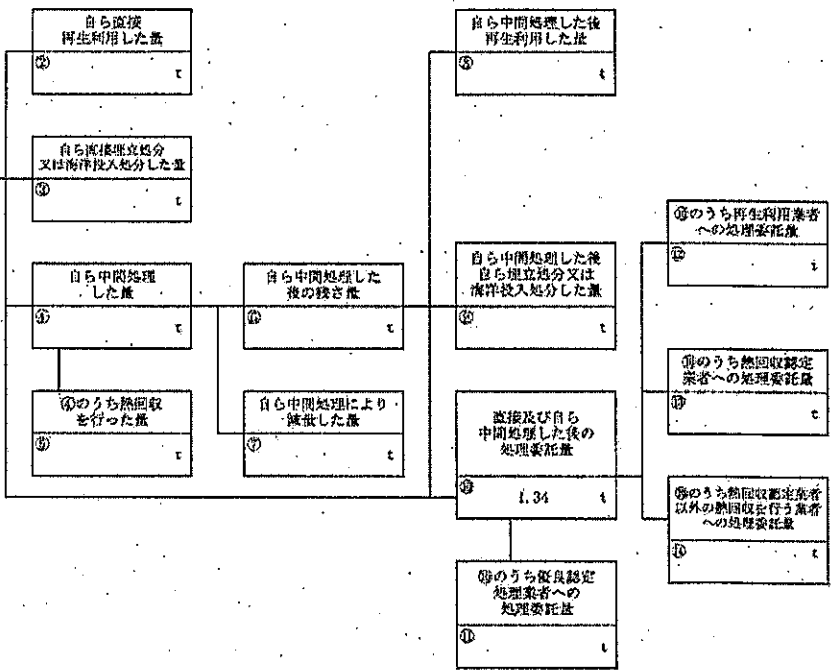 自ら直接
再生利用した量
② t
自ら直接埋立処分
又は海洋投入処分した量
③ t
自ら中間処理
した量
④ t
④のうち熱回収
を行った量
⑤ t
自ら中間処理した
後の残さ量
⑥ t
自ら中間処理により
減量した量
⑦ t
自ら中間処理した後
再生利用した量
⑧ t
自ら中間処理した後
自ら埋立処分又は
海洋投入処分した量
⑨ t
直接及び自ら
中間処理した後の
処理委託量
⑩ 1.34 t
⑩のうち優良認定
処理業者への
処理委託量
⑪ t
⑩のうち再生利用業者
への処理委託量
⑫ t
⑩のうち熱回収認定
業者への処理委託量
⑬ t
⑩のうち熱回収認定業者
以外の熱回収を行う業者
への処理委託量
⑭ t